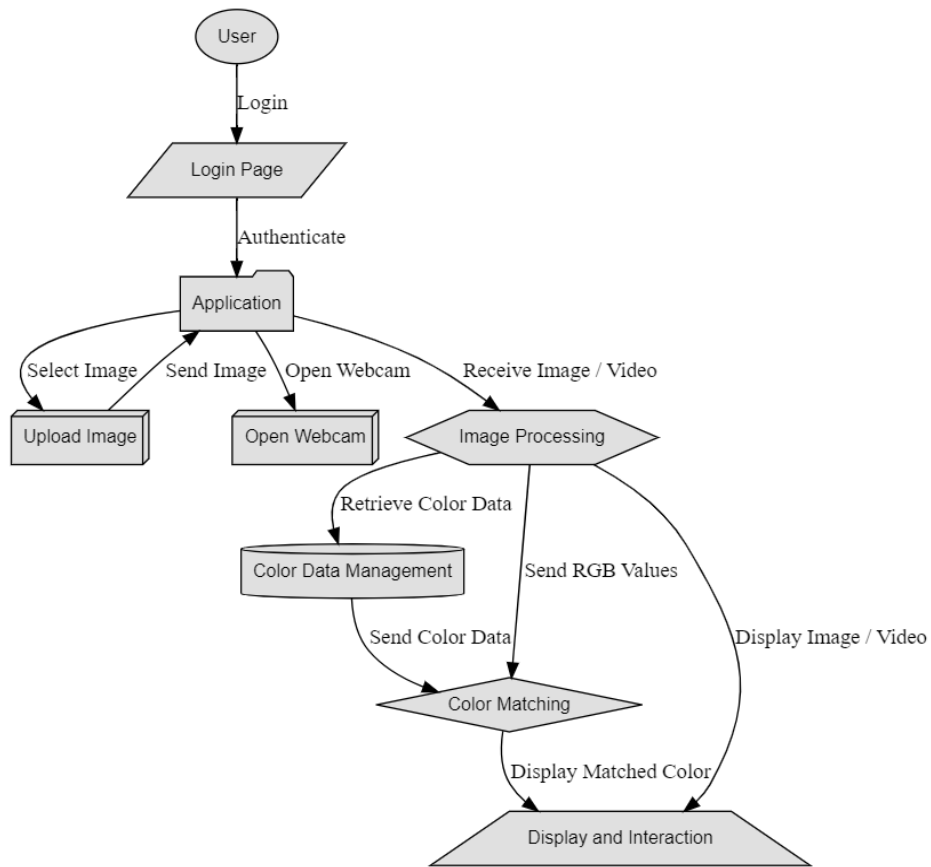 User
Login
Login Page
Authenticate
Application
Select Image
Send Image
Open Webcam
Receive Image / Video
Upload Image
Open Webcam
Image Processing
Retrieve Color Data
Color Data Management
Send RGB Values
Send Color Data
Display Image / Video
Color Matching
Display Matched Color
Display and Interaction